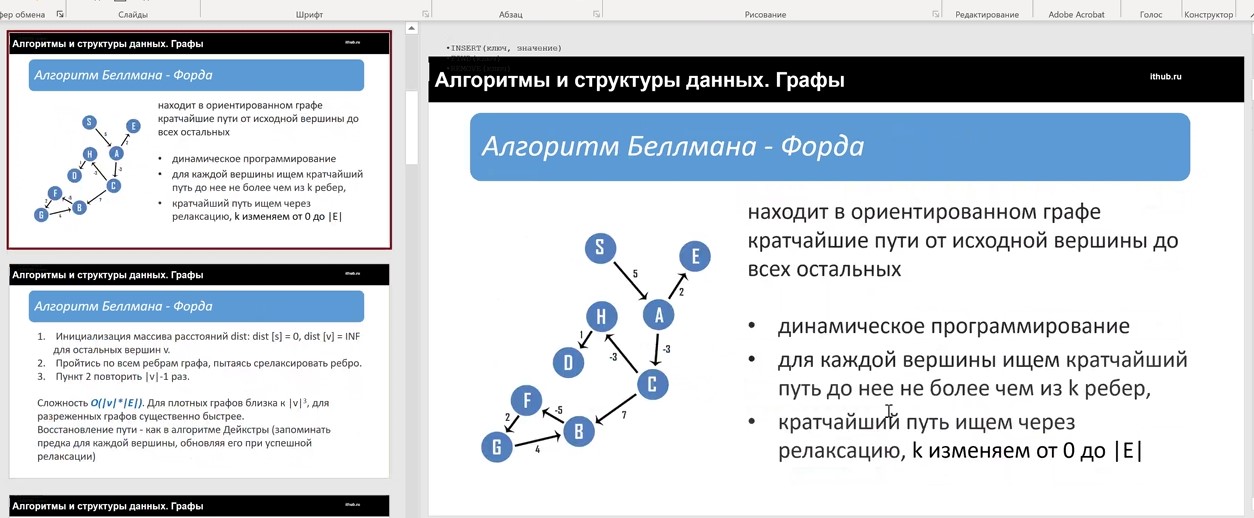 фер обмена
Слайды
Шрифт
Абзац
Рисование
Редактирование
Adobe Acrobat
Голос
Конструктор
Алгоритмы и структуры данных. Графы
ithub.ru
Алгоритм Беллмана - Форда
находит в ориентированном графе
кратчайшие пути от исходной вершины до
всех остальных
• динамическое программирование
• для каждой вершины ищем кратчайший
путь до нее не более чем из k ребер,
• кратчайший путь ищем через
релаксацию, k изменяем от 0 до |E|
S
E
5
2
H
A
1
-3
-3
D
C
F
-5
7
2
B
G
4
Алгоритмы и структуры данных. Графы
ithub.ru
Алгоритм Беллмана - Форда
1. Инициализация массива расстояний dist: dist [s] = 0, dist [v] = INF
для остальных вершин v.
2. Пройтись по всем ребрам графа, пытаясь срелаксировать ребро.
3. Пункт 2 повторить |v|-1 раз.
Сложность O(|v|*|E|). Для плотных графов близка к |v|³, для
разреженных графов существенно быстрее.
Восстановление пути - как в алгоритме Дейкстры (запоминать
предка для каждой вершины, обновляя его при успешной
релаксации)
Алгоритмы и структуры данных. Графы
ithub.ru
•INSERT(ключ, значение)
Алгоритмы и структуры данных. Графы
ithub.ru
Алгоритм Беллмана - Форда
находит в ориентированном графе
кратчайшие пути от исходной вершины до
всех остальных
• динамическое программирование
• для каждой вершины ищем кратчайший
путь до нее не более чем из k ребер,
• кратчайший путь ищем через
релаксацию, k изменяем от 0 до |E|
S
E
5
2
H
A
1
-3
-3
D
C
F
-5
7
2
B
G
4